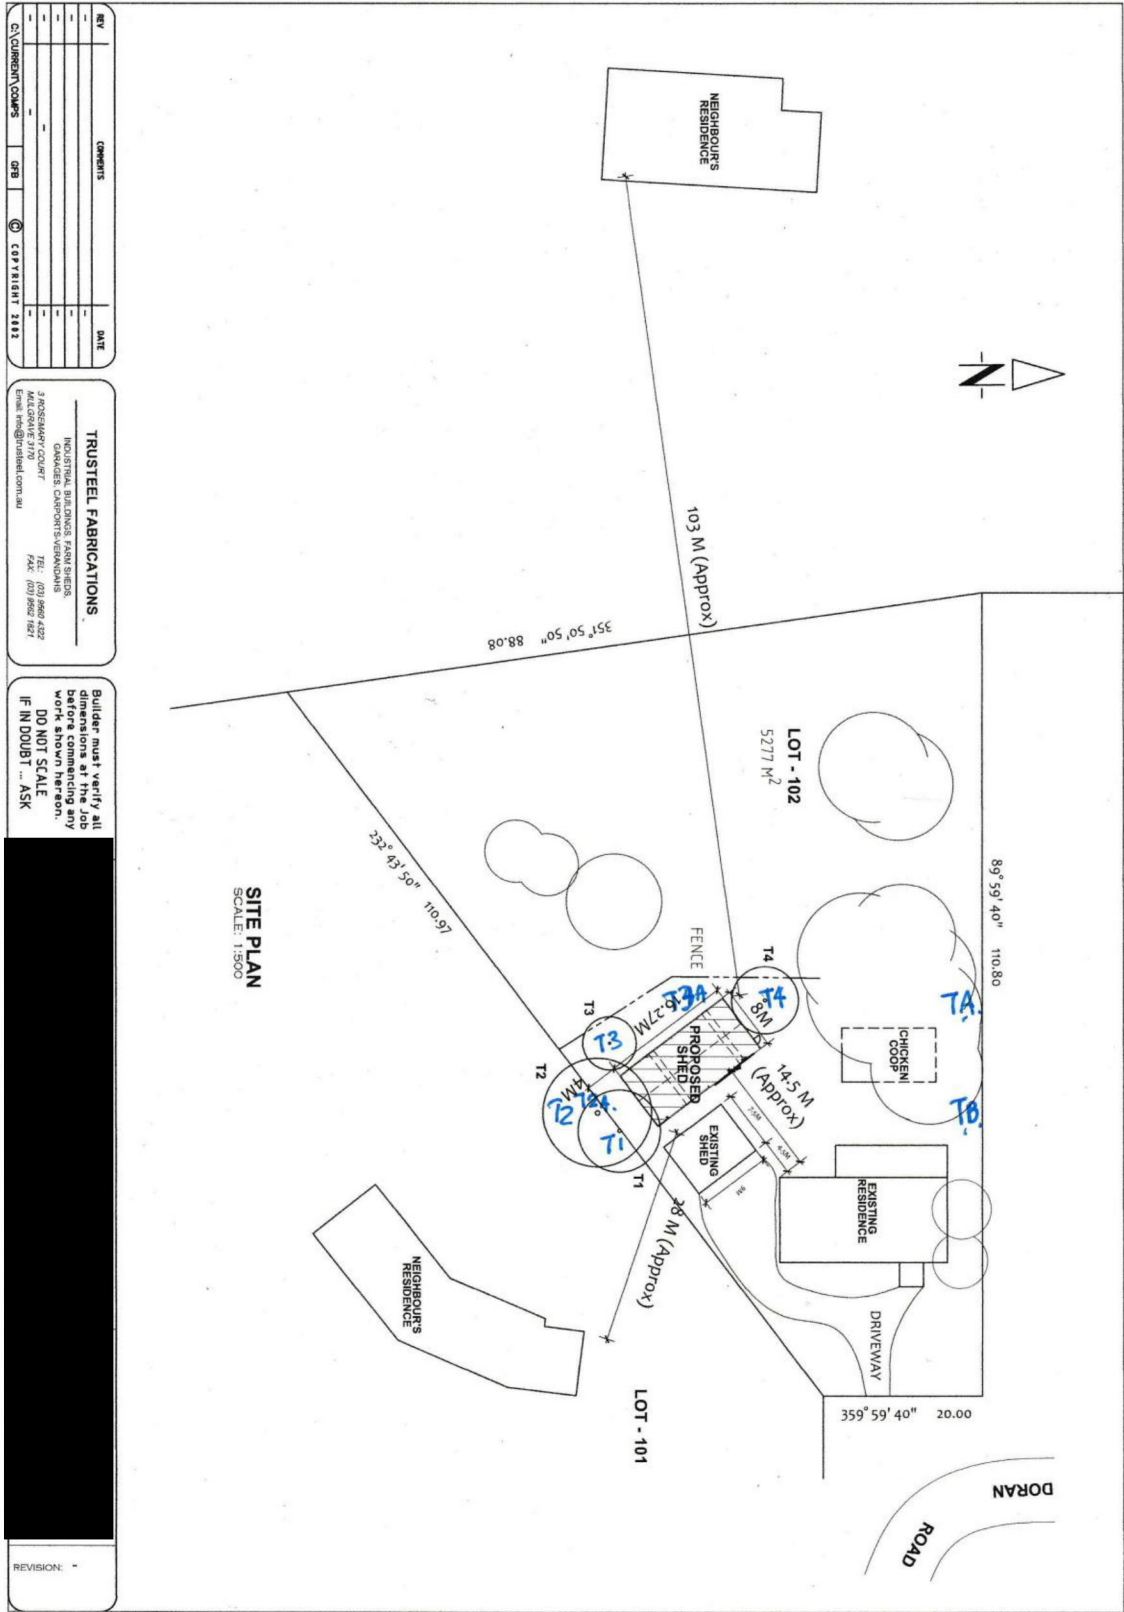 NEIGHBOUR'S
RESIDENCE
N
103 M (Approx)
351° 50' 50" 88.08
LOT - 102
5277 M²
89° 59' 40" 110.80
232° 43' 50" 110.97
SITE PLAN
SCALE: 1:500
FENCE
T4
T4
8M
T3A
16.27M
T3
T3
T2
T2
T2A.
4M
T1
T1
PROPOSED
SHED
14.5 M
(Approx)
7.5M
4.5M
9M
EXISTING
SHED
CHICKEN
COOP
TA.
TB.
EXISTING
RESIDENCE
28 M (Approx)
NEIGHBOUR'S
RESIDENCE
DRIVEWAY
LOT - 101
359° 59' 40" 20.00
DORAN
ROAD
REV COMMENTS DATE
C:\CURRENT\COMPS GFB © COPYRIGHT 2002
TRUSTEEL FABRICATIONS
INDUSTRIAL BUILDINGS, FARM SHEDS,
GARAGES, CARPORTS-VERANDAHS
3 ROSEMARY COURT TEL: (03) 9560 4322
MULGRAVE 3170 FAX: (03) 9562 1821
Email: info@trusteel.com.au
Builder must verify all
dimensions at the Job
before commencing any
work shown hereon.
DO NOT SCALE
IF IN DOUBT ... ASK
REVISION: -